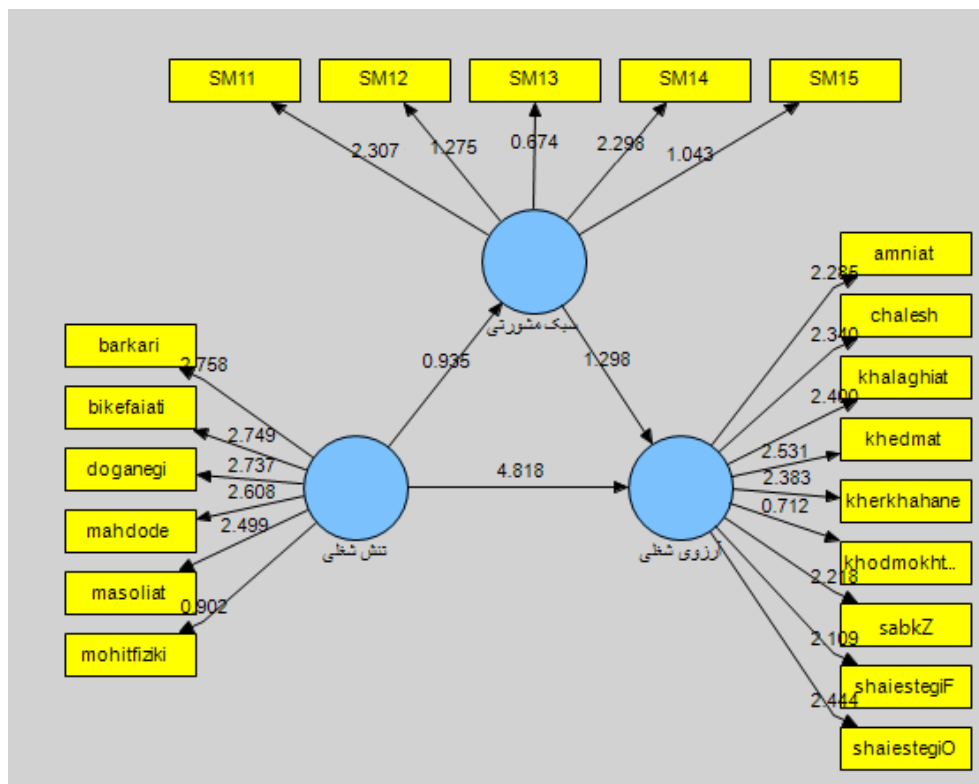 SM11
SM12
SM13
SM14
SM15
2.307
1.275
0.674
2.298
1.043
سبک مشورتی
0.935
1.298
barkari
bikefaiati
doganegi
mahdode
masoliat
mohitfiziki
2.758
2.749
2.737
2.608
2.499
0.902
تنش شغلی
4.818
آرزوی شغلی
2.285
2.340
2.400
2.531
2.383
0.712
2.218
2.109
2.444
amniat
chalesh
khalaghiat
khedmat
kherkhahane
khodmokht...
sabkZ
shaiestegiF
shaiestegiO